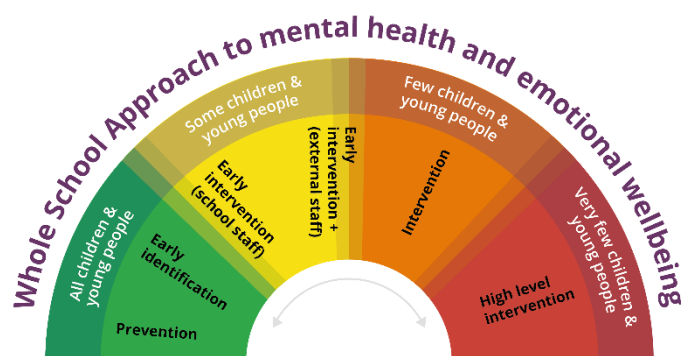 Whole School Approach to mental health and emotional wellbeing
All children &
young people
Prevention
Early
identification
Some children &
young people
Early
intervention
(school staff)
Early
intervention +
(external staff)
Few children &
young people
Intervention
Very few children &
young people
High level
intervention